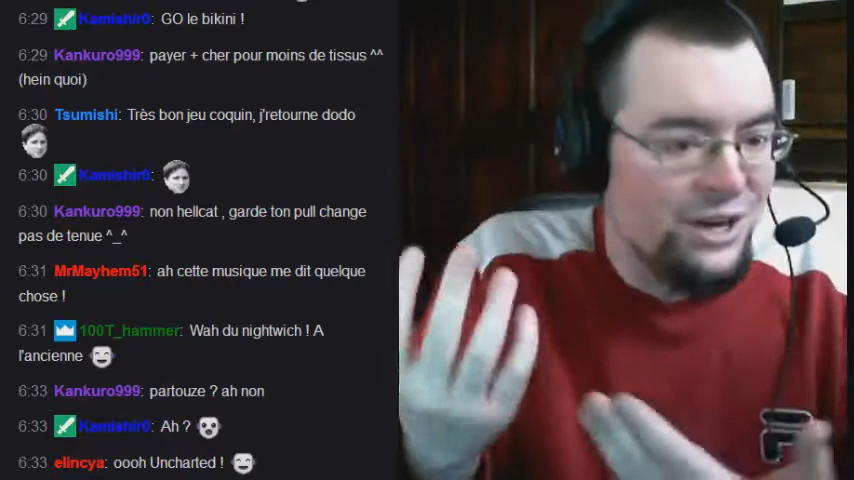 6:29 Kamishir0: GO le bikini !
6:29 Kankuro999: payer + cher pour moins de tissus ^^
(hein quoi)
6:30 Tsumishi: Très bon jeu coquin, j'retourne dodo
6:30 Kamishir0:
6:30 Kankuro999: non hellcat , garde ton pull change
pas de tenue ^_^
6:31 MrMayhem51: ah cette musique me dit quelque
chose !
6:31 100T_hammer: Wah du nightwich ! A
l'ancienne
6:33 Kankuro999: partouze ? ah non
6:33 Kamishir0: Ah ?
6:33 elincya: oooh Uncharted !